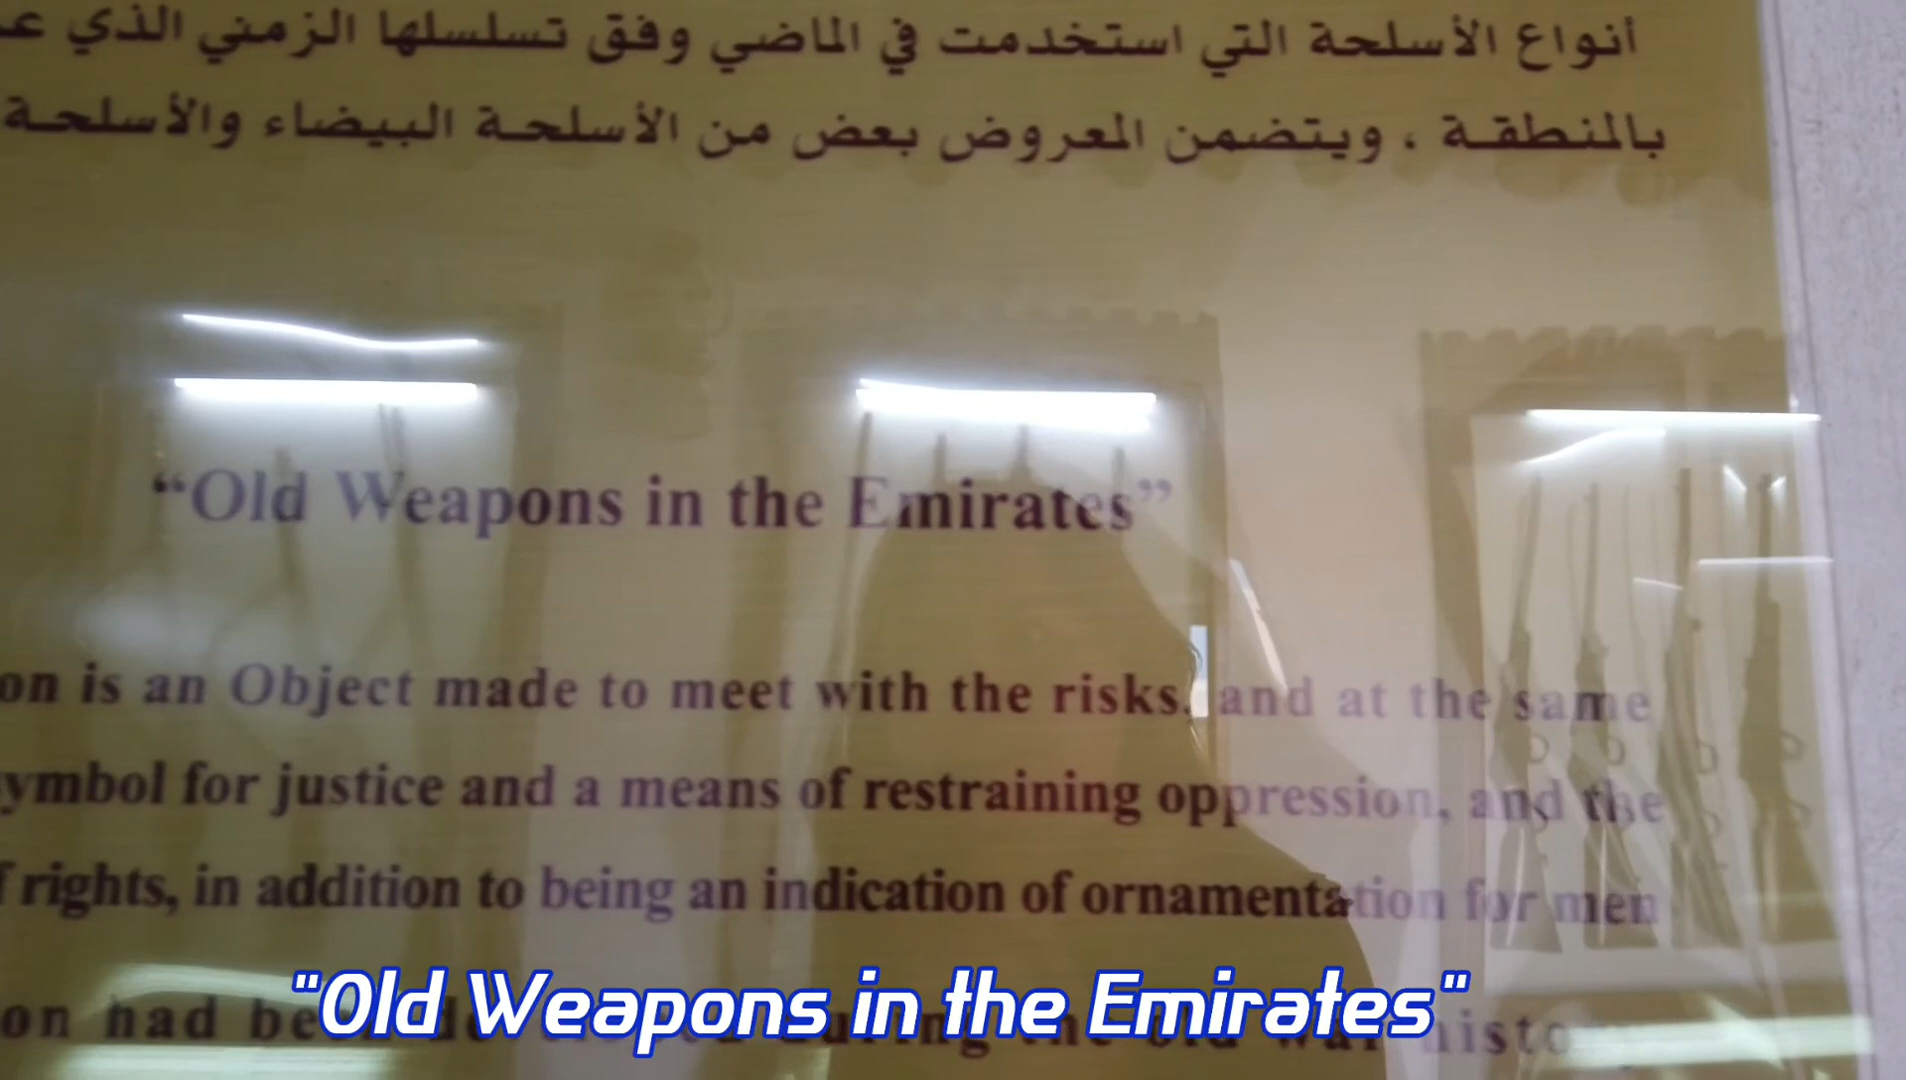 أنواع الأسلحة التي استخدمت في الماضي وفق تسلسلها الزمني الذي
بالمنطقة ، ويتضمن المعروض بعض من الأسلحة البيضاء والأسلحة
“Old Weapons in the Emirates”
on is an Object made to meet with the risks, and at the same
ymbol for justice and a means of restraining oppression, and the
f rights, in addition to being an indication of ornamentation for men
on had be
"Old Weapons in the Emirates"